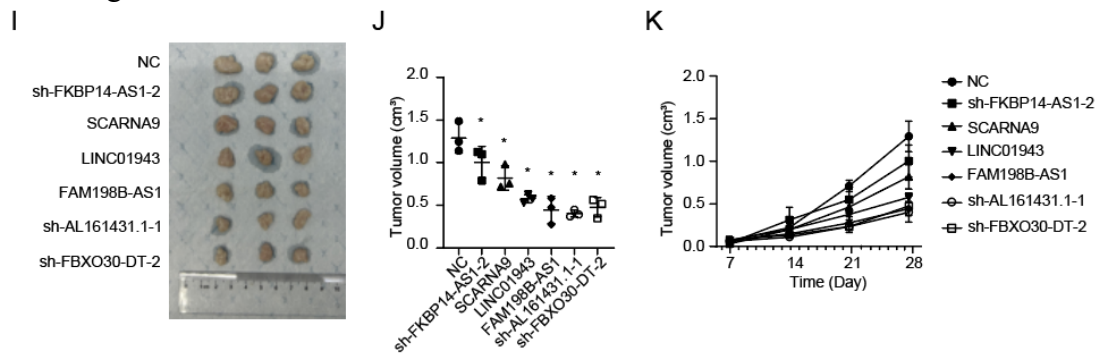 I
NC
sh-FKBP14-AS1-2
SCARNA9
LINC01943
FAM198B-AS1
sh-AL161431.1-1
sh-FBXO30-DT-2
J
Tumor volume (cm³)
2.0
1.5
1.0
0.5
0.0
*
*
*
*
*
*
NC
sh-FKBP14-AS1-2
SCARNA9
LINC01943
FAM198B-AS1
sh-AL161431.1-1
sh-FBXO30-DT-2
K
Tumor volume (cm³)
2.0
1.5
1.0
0.5
0.0
7
14
21
28
Time (Day)
NC
sh-FKBP14-AS1-2
SCARNA9
LINC01943
FAM198B-AS1
sh-AL161431.1-1
sh-FBXO30-DT-2